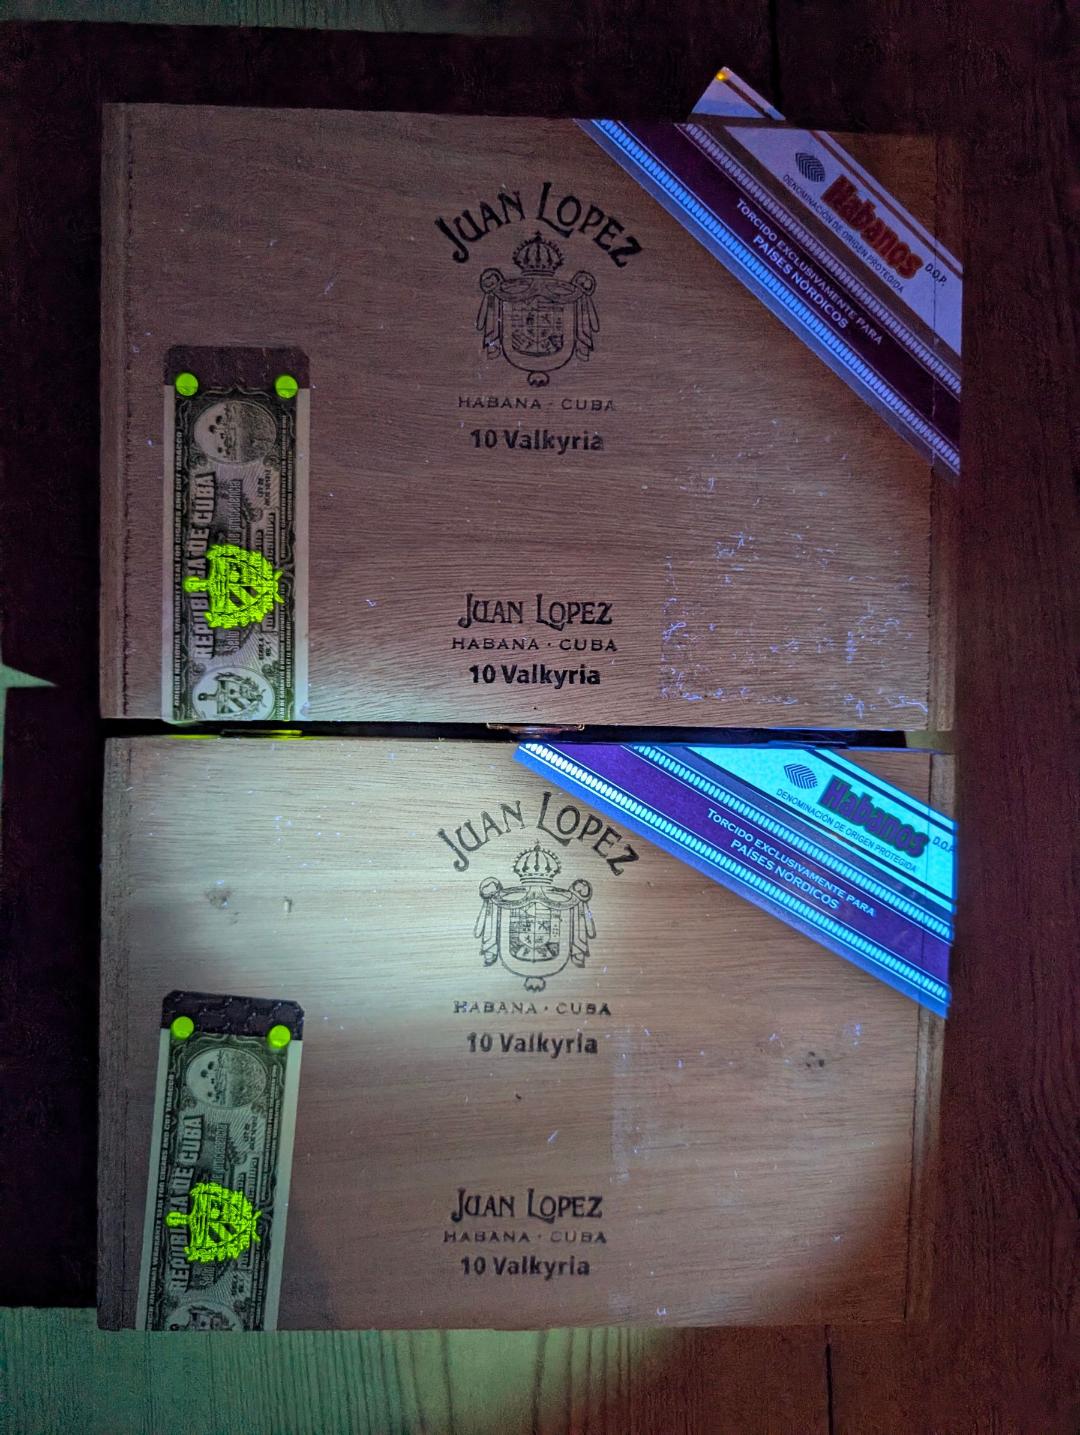 JUAN LOPEZ
HABANA · CUBA
10 Valkyria
JUAN LOPEZ
HABANA · CUBA
10 Valkyria
Habanos D.O.P.
DENOMINACIÓN DE ORIGEN PROTEGIDA
TORCIDO EXCLUSIVAMENTE PARA
PAÍSES NÓRDICOS
REPUBLICA DE CUBA
JUAN LOPEZ
HABANA · CUBA
10 Valkyria
JUAN LOPEZ
HABANA · CUBA
10 Valkyria
Habanos D.O.P.
DENOMINACIÓN DE ORIGEN PROTEGIDA
TORCIDO EXCLUSIVAMENTE PARA
PAÍSES NÓRDICOS
REPUBLICA DE CUBA